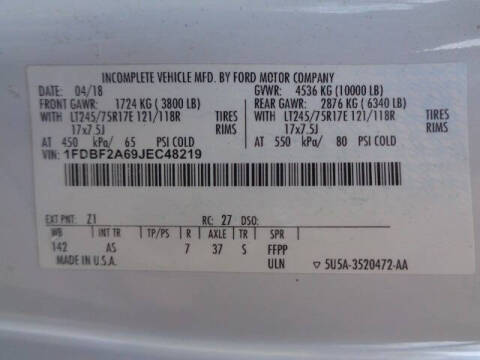 INCOMPLETE VEHICLE MFD. BY FORD MOTOR COMPANY
DATE: 04/18 GVWR: 4536 KG (10000 LB)
FRONT GAWR: 1724 KG (3800 LB) REAR GAWR: 2876 KG (6340 LB)
WITH LT245/75R17E 121/118R TIRES WITH LT245/75R17E 121/118R TIRES
17x7.5J RIMS 17x7.5J RIMS
AT 450 kPa/ 65 PSI COLD AT 550 kPa/ 80 PSI COLD
VIN: 1FDBF2A69JEC48219
EXT PNT: Z1 RC: 27 DSO:
WB INT TR TP/PS R AXLE TR SPR
142 AS 7 37 S FFPP
MADE IN U.S.A. ULN ▽ 5U5A-3520472-AA